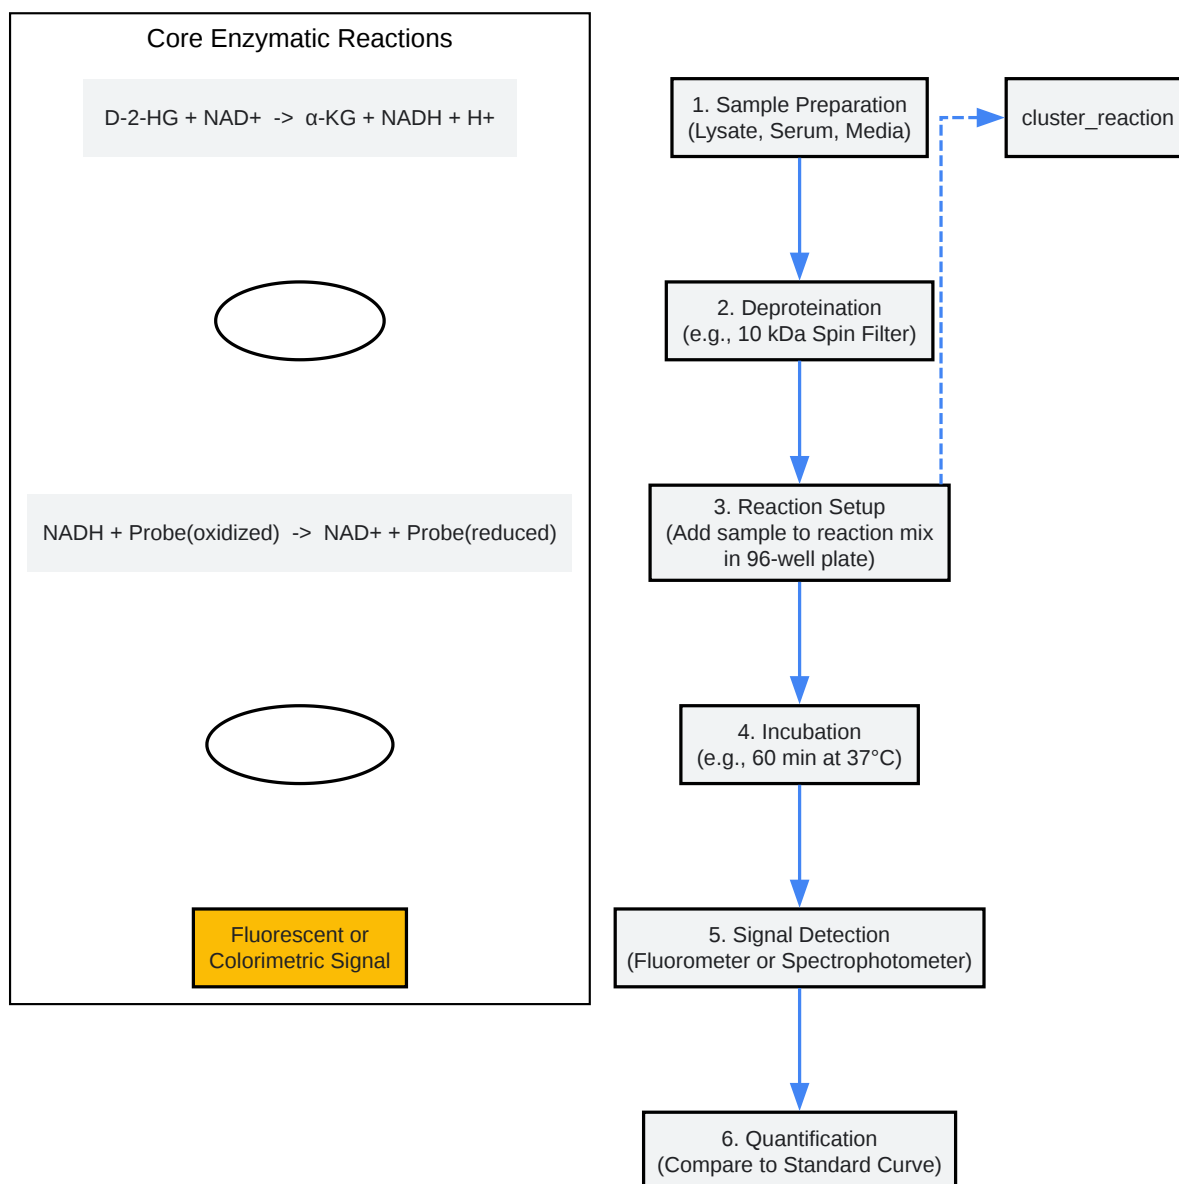 Core Enzymatic Reactions
D-2-HG + NAD+ -> α-KG + NADH + H+
NADH + Probe(oxidized) -> NAD+ + Probe(reduced)
Fluorescent or
Colorimetric Signal
1. Sample Preparation
(Lysate, Serum, Media)
cluster_reaction
2. Deproteination
(e.g., 10 kDa Spin Filter)
3. Reaction Setup
(Add sample to reaction mix
in 96-well plate)
4. Incubation
(e.g., 60 min at 37°C)
5. Signal Detection
(Fluorometer or Spectrophotometer)
6. Quantification
(Compare to Standard Curve)